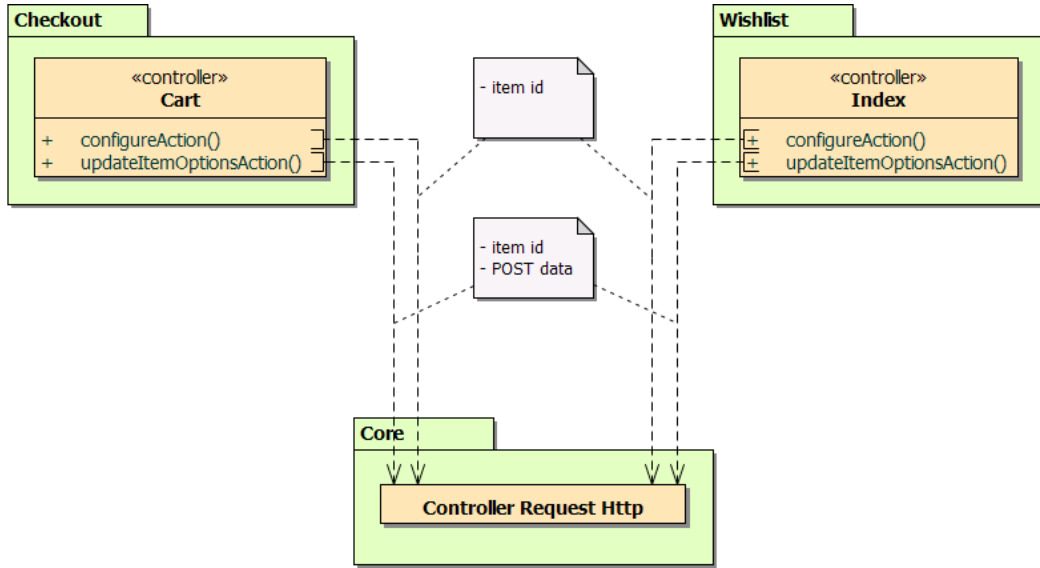 Checkout
«controller»
Cart
+ configureAction()
+ updateItemOptionsAction()
- item id
Wishlist
«controller»
Index
+ configureAction()
+ updateItemOptionsAction()
- item id
- POST data
Core
Controller Request Http